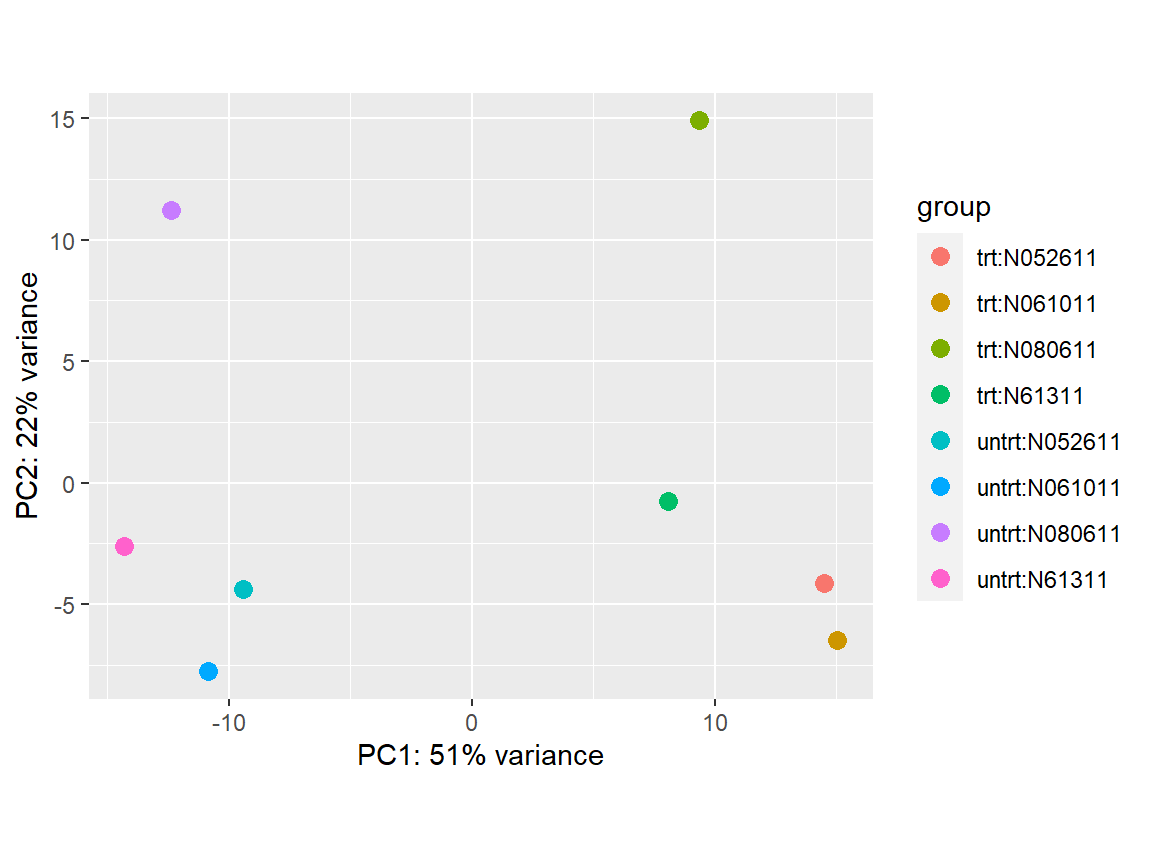 15
10
5
0
-5
PC2: 22% variance
-10
0
10
PC1: 51% variance
group
trt:N052611
trt:N061011
trt:N080611
trt:N61311
untrt:N052611
untrt:N061011
untrt:N080611
untrt:N61311